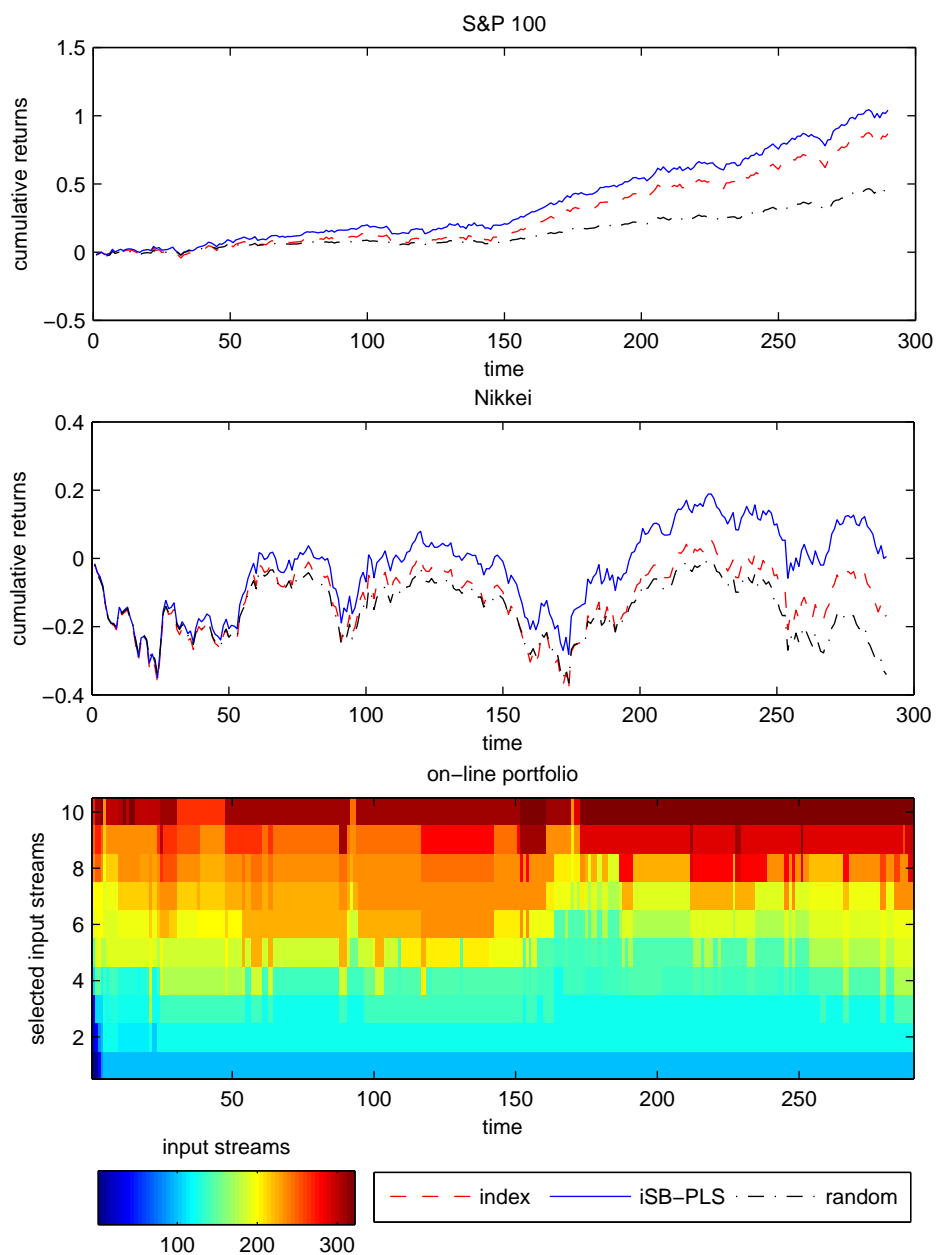 S&P 100
1.5
1
0.5
0
−0.5
cumulative returns
0 50 100 150 200 250 300
time
Nikkei
0.4
0.2
0
−0.2
−0.4
cumulative returns
0 50 100 150 200 250 300
time
on−line portfolio
10
8
6
4
2
selected input streams
50 100 150 200 250
time
input streams
100 200 300
index iSB−PLS random